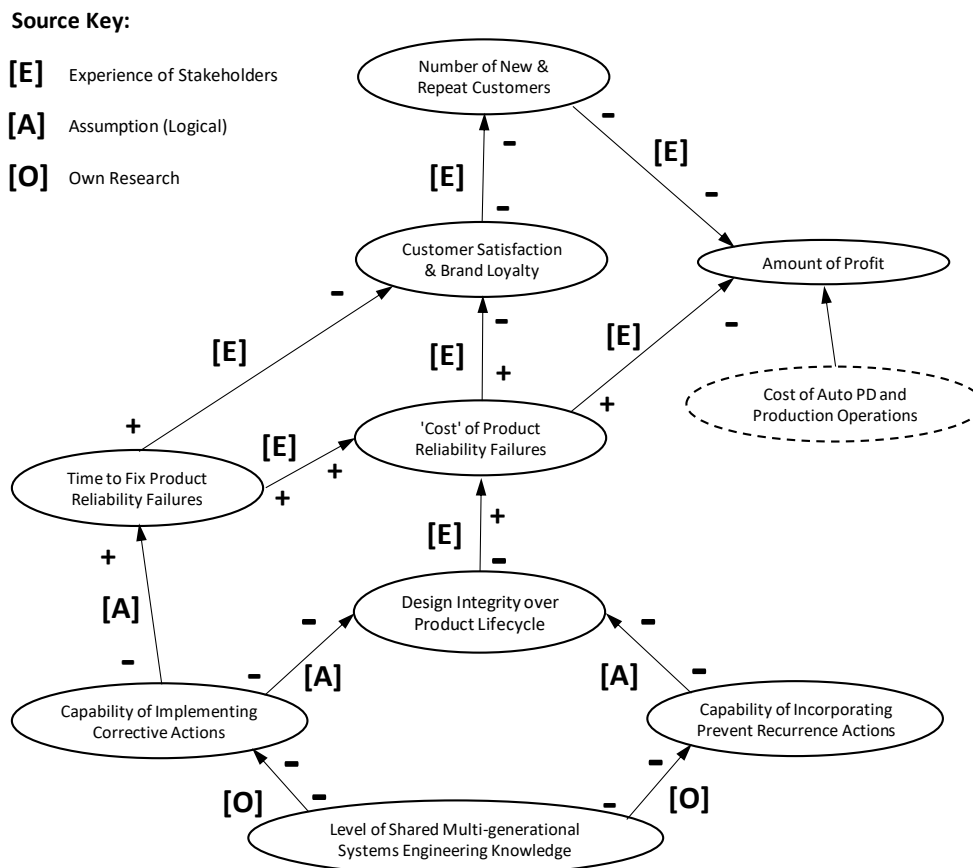 Source Key:
[E] Experience of Stakeholders
[A] Assumption (Logical)
[O] Own Research
Number of New &
Repeat Customers
-
-
[E]
-
[E]
-
-
Customer Satisfaction
& Brand Loyalty
Amount of Profit
-
-
-
[E]
[E]
[E]
+
+
Cost of Auto PD and
Production Operations
+
'Cost' of Product
Reliability Failures
[E]
+
+
Time to Fix Product
Reliability Failures
+
[E]
-
+
[A]
-
Design Integrity over
Product Lifecycle
-
-
-
[A]
-
[A]
-
Capability of Implementing
Corrective Actions
Capability of Incorporating
Prevent Recurrence Actions
-
-
[O]
-
-
[O]
Level of Shared Multi-generational
Systems Engineering Knowledge